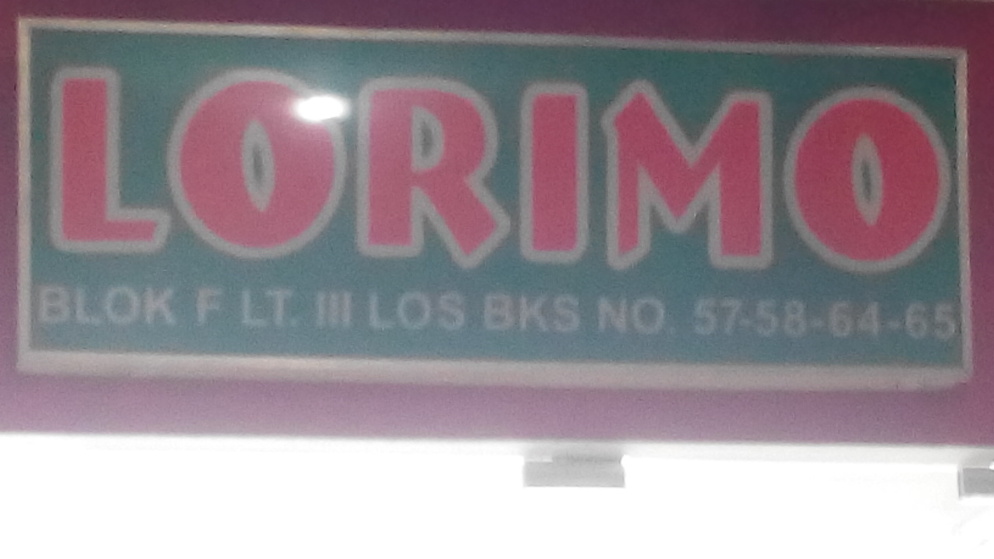 LORIMO
BLOK F LT. III LOS BKS NO. 57-58-64-65